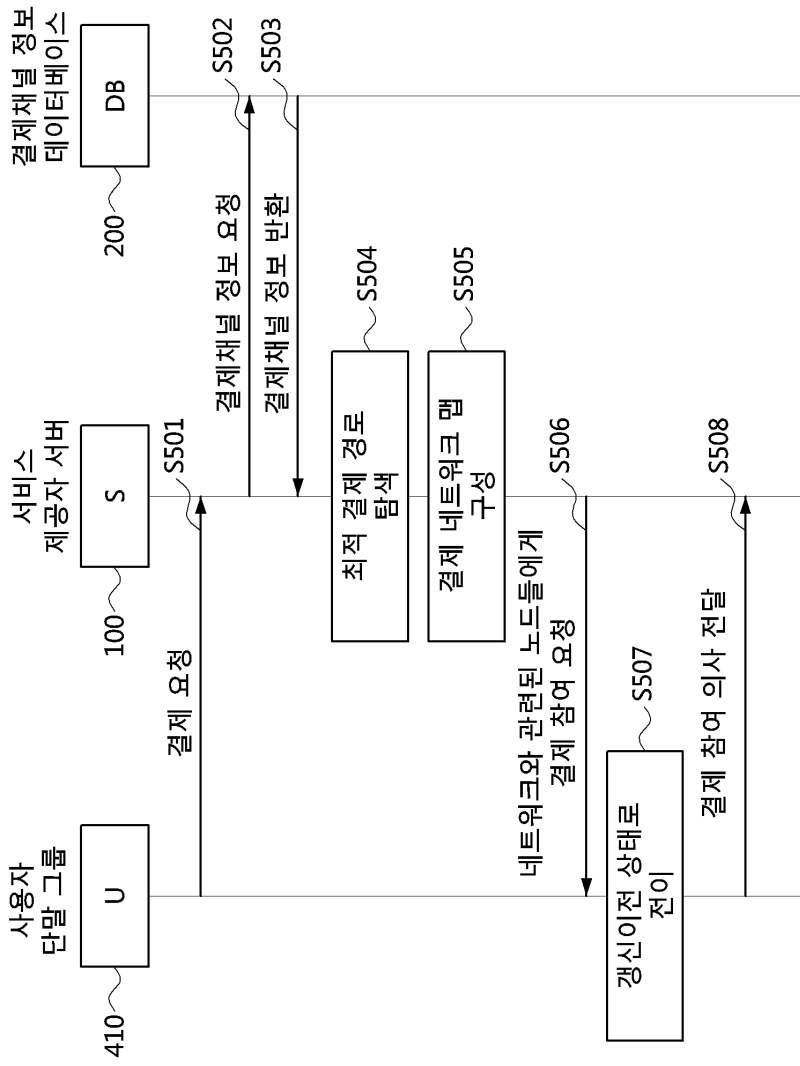 사용자
단말 그룹
서비스
제공자 서버
결제채널 정보
데이터베이스
410
U
100
S
200
DB
결제 요청
S501
결제채널 정보 요청
S502
결제채널 정보 반환
S503
최적 결제 경로
탐색
S504
결제 네트워크 맵
구성
S505
네트워크와 관련된 노드들에게
결제 참여 요청
S506
갱신이전 상태로
전이
S507
결제 참여 의사 전달
S508